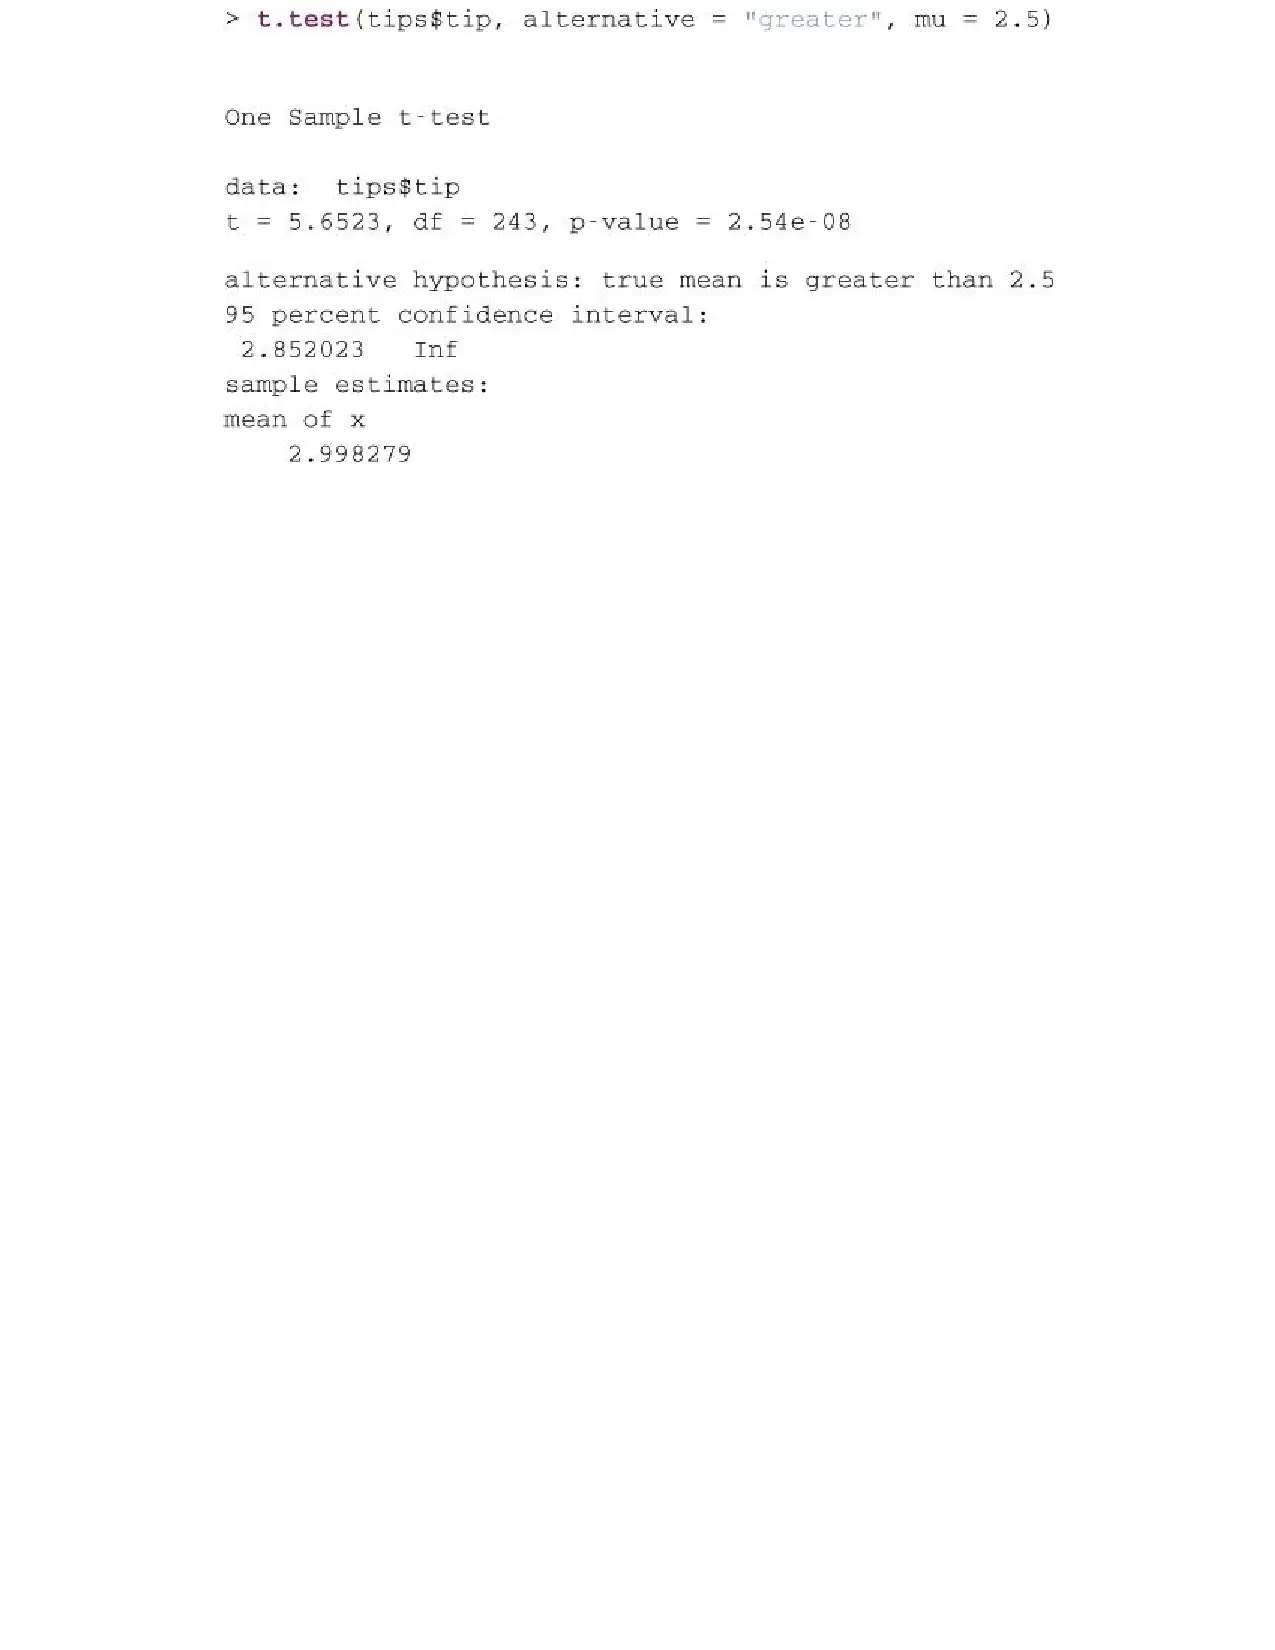 > t.test(tips$tip, alternative = "greater", mu = 2.5)
One Sample t-test
data:  tips$tip
t = 5.6523, df = 243, p-value = 2.54e-08
alternative hypothesis: true mean is greater than 2.5
95 percent confidence interval:
 2.852023   Inf
sample estimates:
mean of x
    2.998279